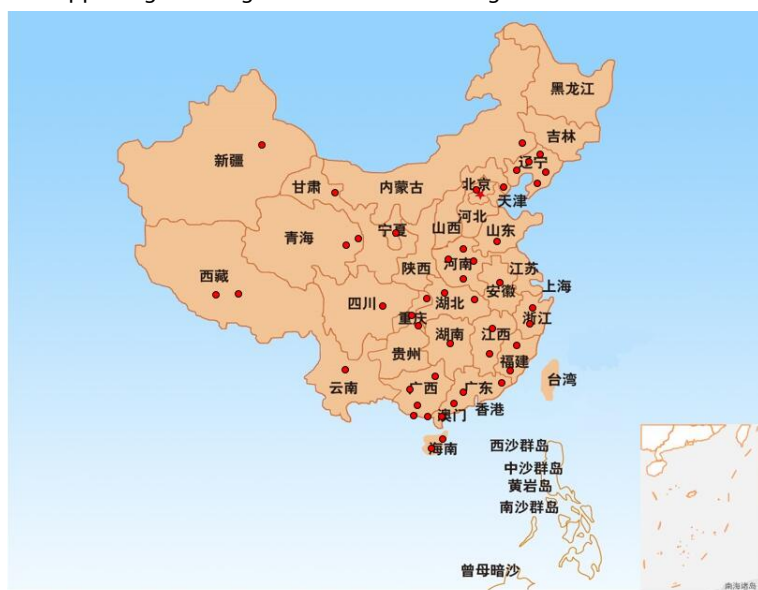 黑龙江
吉林
辽宁
新疆
甘肃
内蒙古
北京
天津
河北
山西
山东
宁夏
青海
陕西
河南
江苏
西藏
安徽
上海
四川
湖北
重庆
浙江
湖南
江西
贵州
福建
云南
广西
广东
台湾
香港
澳门
海南
西沙群岛
中沙群岛
黄岩岛
南沙群岛
曾母暗沙
南海诸岛